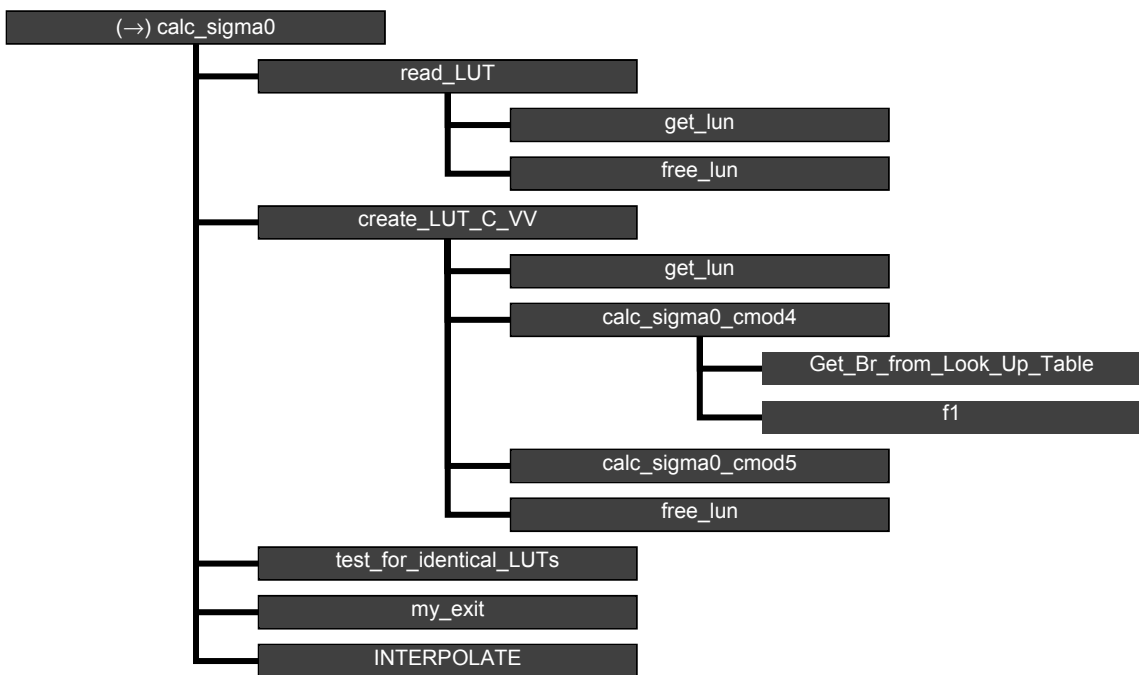 (→) calc_sigma0
read_LUT
get_lun
free_lun
create_LUT_C_VV
get_lun
calc_sigma0_cmod4
Get_Br_from_Look_Up_Table
f1
calc_sigma0_cmod5
free_lun
test_for_identical_LUTs
my_exit
INTERPOLATE